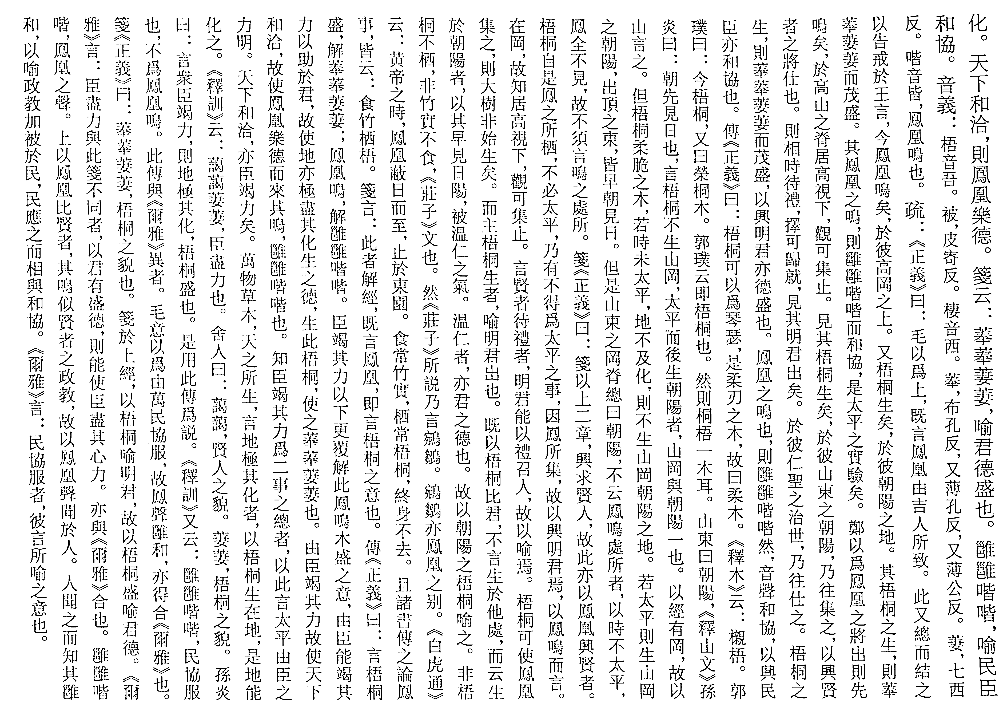 化。天下和洽，則鳳凰樂德。箋云：菶菶萋萋，喻君德盛也。雝雝喈喈，喻民臣
和協。音義：梧音吾。被，皮寄反。棲音西。菶，布孔反，又薄孔反，又薄公反。萋，七西
反。喈音皆，鳳凰鳴也。疏：《正義》曰：毛以爲上，既言鳳凰由吉人所致。此又總而結之
以告戒於王言，今鳳凰鳴矣，於彼高岡之上。又梧桐生矣，於彼朝陽之地。其梧桐之生，則菶
菶萋萋而茂盛。其鳳凰之鳴，則雝雝喈喈而和協，是太平之實驗矣。鄭以爲鳳凰之將出則先
鳴矣，於高山之脊居高視下，觀可集止。見其梧桐生矣，於彼山東之朝陽，乃往集之，以興賢
者之將仕也。則相時待禮，擇可歸就，見其明君出矣。於彼仁聖之治世，乃往仕之。梧桐之
生，則菶菶萋萋而茂盛，以興明君亦德盛也。鳳凰之鳴也，則雝雝喈喈然，音聲和協，以興民
臣亦和協也。傳《正義》曰：梧桐可以爲琴瑟，是柔刃之木，故曰柔木。《釋木》云：櫬梧。郭
璞曰：今梧桐，又曰榮桐木。郭璞云即梧桐也。然則桐梧一木耳。山東曰朝陽，《釋山文》孫
炎曰：朝先見日也，言梧桐不生山岡，太平而後生朝陽者，山岡與朝陽一也。以經有岡，故以
山言之。但梧桐柔脆之木，若時未太平，地不及化，則不生山岡朝陽之地。若太平則生山岡
之朝陽，出頂之東，皆早朝見日。但是山東之岡脊總曰朝陽，不云鳳鳴處所者，以時不太平，
鳳全不見，故不須言鳴之處所。箋《正義》曰：箋以上二章，興求賢人，故此亦以鳳凰興賢者。
梧桐自是鳳之所栖，不必太平，乃有不得爲太平之事，因鳳所集，故以興明君焉，以鳳鳴而言。
在岡，故知居高視下，觀可集止。言賢者待禮者，明君能以禮召人，故以喻焉。梧桐可使鳳凰
集之，則大樹非始生矣。而主梧桐生者，喻明君出也。既以梧桐比君，不言生於他處，而云生
於朝陽者，以其早見日陽，被温仁之氣。温仁者，亦君之德也。故以朝陽之梧桐喻之。非梧
桐不栖，非竹實不食，《莊子》文也。然《莊子》所説乃言鵷鶵。鵷鶵亦鳳凰之别。《白虎通》
云：黄帝之時，鳳凰蔽日而至，止於東園。食常竹實，栖常梧桐，終身不去。且諸書傳之論鳳
事，皆云：食竹栖梧。箋言：此者解經，既言鳳凰，即言梧桐之意也。傳《正義》曰：言梧桐
盛，解菶菶萋萋；鳳凰鳴，解雝雝喈喈。臣竭其力以下更覆解此鳳鳴木盛之意，由臣能竭其
力以助於君，故使地亦極盡其化生之德，生此梧桐，使之菶菶萋萋也。由臣竭其力故使天下
和洽，故使鳳凰樂德而來其鳴，雝雝喈喈也。知臣竭其力爲二事之總者，以此言太平由臣之
力明。天下和洽，亦臣竭力矣。萬物草木，天之所生，言地極其化者，以梧桐生在地，是地能
化之。《釋訓》云：藹藹萋萋，臣盡力也。舍人曰：藹藹，賢人之貌。萋萋，梧桐之貌。孫炎
曰：言衆臣竭力，則地極其化，梧桐盛也。是用此傳爲説。《釋訓》又云：雝雝喈喈，民協服
也，不爲鳳凰鳴。此傳與《爾雅》異者。毛意以爲由萬民協服，故鳳聲雝和，亦得合《爾雅》也。
箋《正義》曰：菶菶萋萋，梧桐之貌也。箋於上經，以梧桐喻明君，故以梧桐盛喻君德。《爾
雅》言：臣盡力與此箋不同者，以君有盛德，則能使臣盡其心力。亦與《爾雅》合也。雝雝喈
喈，鳳凰之聲。上以鳳凰比賢者，其鳴似賢者之政教，故以鳳凰聲聞於人。人聞之而知其雝
和，以喻政教加被於民，民應之而相與和協。《爾雅》言：民協服者，彼言所喻之意也。